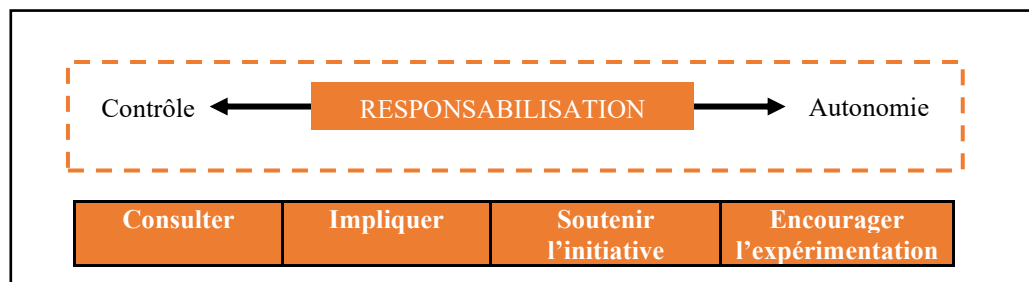 Contrôle RESPONSABILISATION Autonomie
Consulter Impliquer Soutenir Encourager
l'initiative l'expérimentation